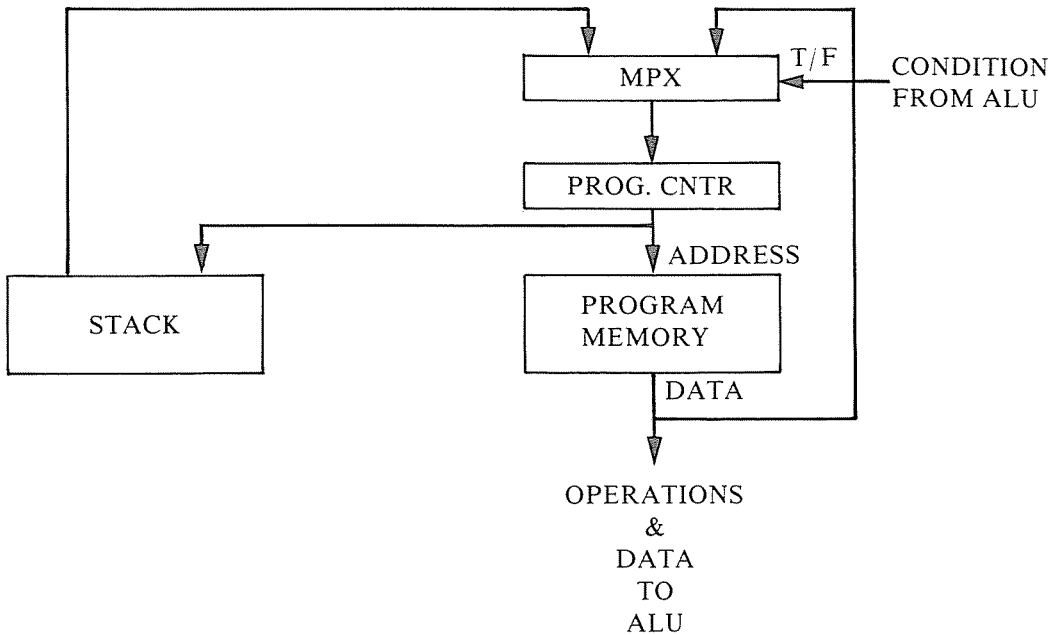 T/F
CONDITION
FROM ALU
MPX
PROG. CNTR
ADDRESS
STACK
PROGRAM
MEMORY
DATA
OPERATIONS
&
DATA
TO
ALU